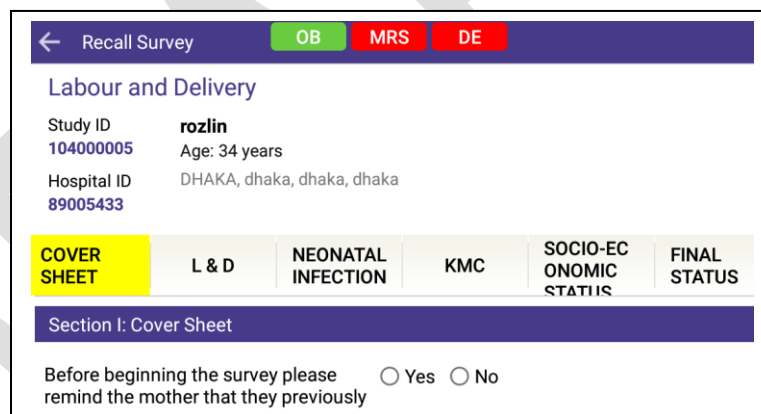 ← Recall Survey OB MRS DE
Labour and Delivery
Study ID rozlin
104000005 Age: 34 years
Hospital ID DHAKA, dhaka, dhaka, dhaka
89005433
COVER SHEET L & D NEONATAL INFECTION KMC SOCIO-EC ONOMIC STATUS FINAL STATUS
Section I: Cover Sheet
Before beginning the survey please Yes No
remind the mother that they previously